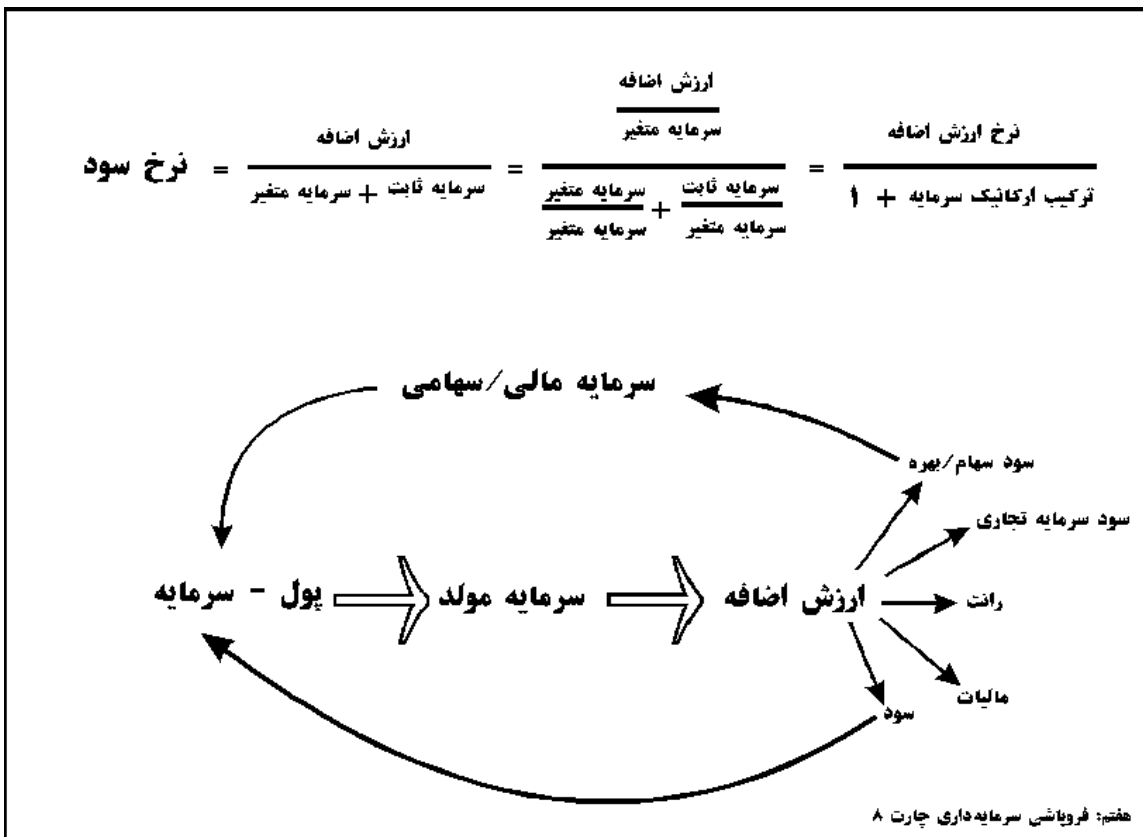 ارزش اضافه
سرمایه متغیر
نرخ سود = ارزش اضافه = = نرخ ارزش اضافه
سرمایه ثابت + سرمایه متغیر
سرمایه متغیر + سرمایه ثابت
سرمایه متغیر سرمایه متغیر
ترکیب ارگانیک سرمایه + ۱
سرمایه مالی/سهامی
سود سهام/بهره
سود سرمایه تجاری
پول - سرمایه
سرمایه مولد
ارزش اضافه
رانت
مالیات
سود
هفتم: فروپاشی سرمایه‌داری چارت ۸